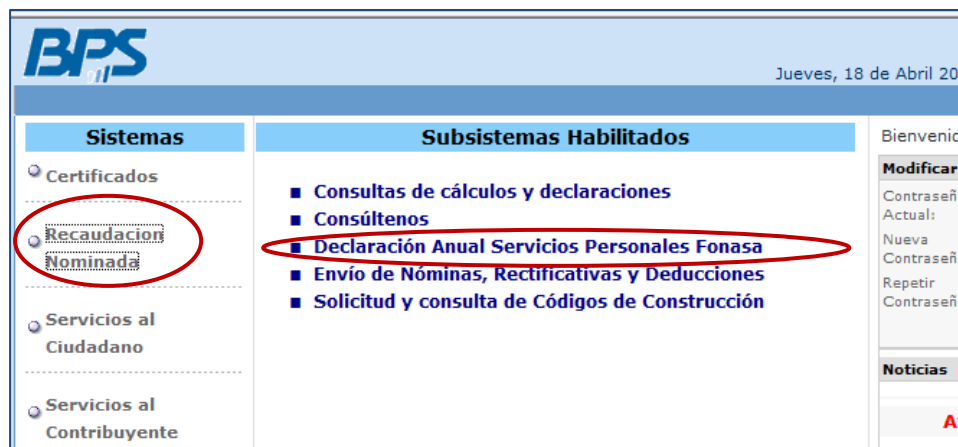 BPS
Jueves, 18 de Abril 20
Sistemas
Certificados
Recaudacion
Nominada
Servicios al
Ciudadano
Servicios al
Contribuyente
Subsistemas Habilitados
Consultas de cálculos y declaraciones
Consúltenos
Declaración Anual Servicios Personales Fonasa
Envío de Nóminas, Rectificativas y Deducciones
Solicitud y consulta de Códigos de Construcción
Bienvenic
Modificar
Contraseñ
Actual:
Nueva
Contraseñ
Repetir
Contraseñ
Noticias